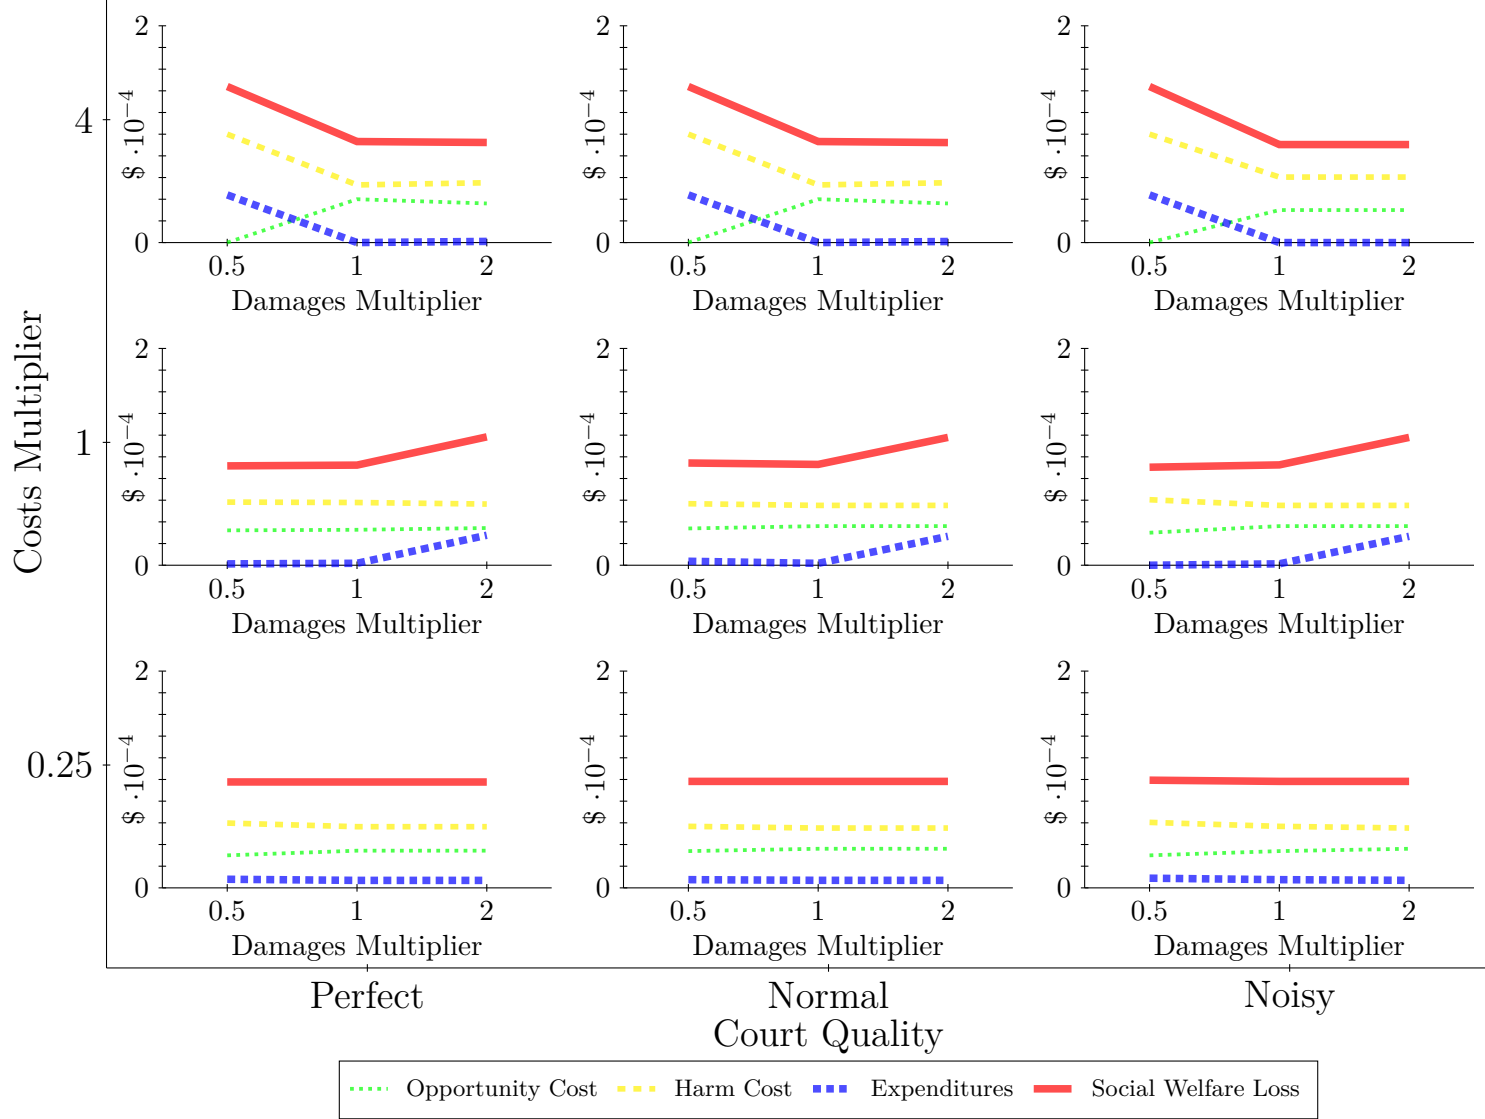 Costs Multiplier
4
2
$ ·10⁻⁴
0
0.5 1 2
Damages Multiplier
2
$ ·10⁻⁴
0
0.5 1 2
Damages Multiplier
2
$ ·10⁻⁴
0
0.5 1 2
Damages Multiplier
1
2
$ ·10⁻⁴
0
0.5 1 2
Damages Multiplier
2
$ ·10⁻⁴
0
0.5 1 2
Damages Multiplier
2
$ ·10⁻⁴
0
0.5 1 2
Damages Multiplier
0.25
2
$ ·10⁻⁴
0
0.5 1 2
Damages Multiplier
2
$ ·10⁻⁴
0
0.5 1 2
Damages Multiplier
2
$ ·10⁻⁴
0
0.5 1 2
Damages Multiplier
Perfect Normal Noisy
Court Quality
Opportunity Cost Harm Cost Expenditures Social Welfare Loss